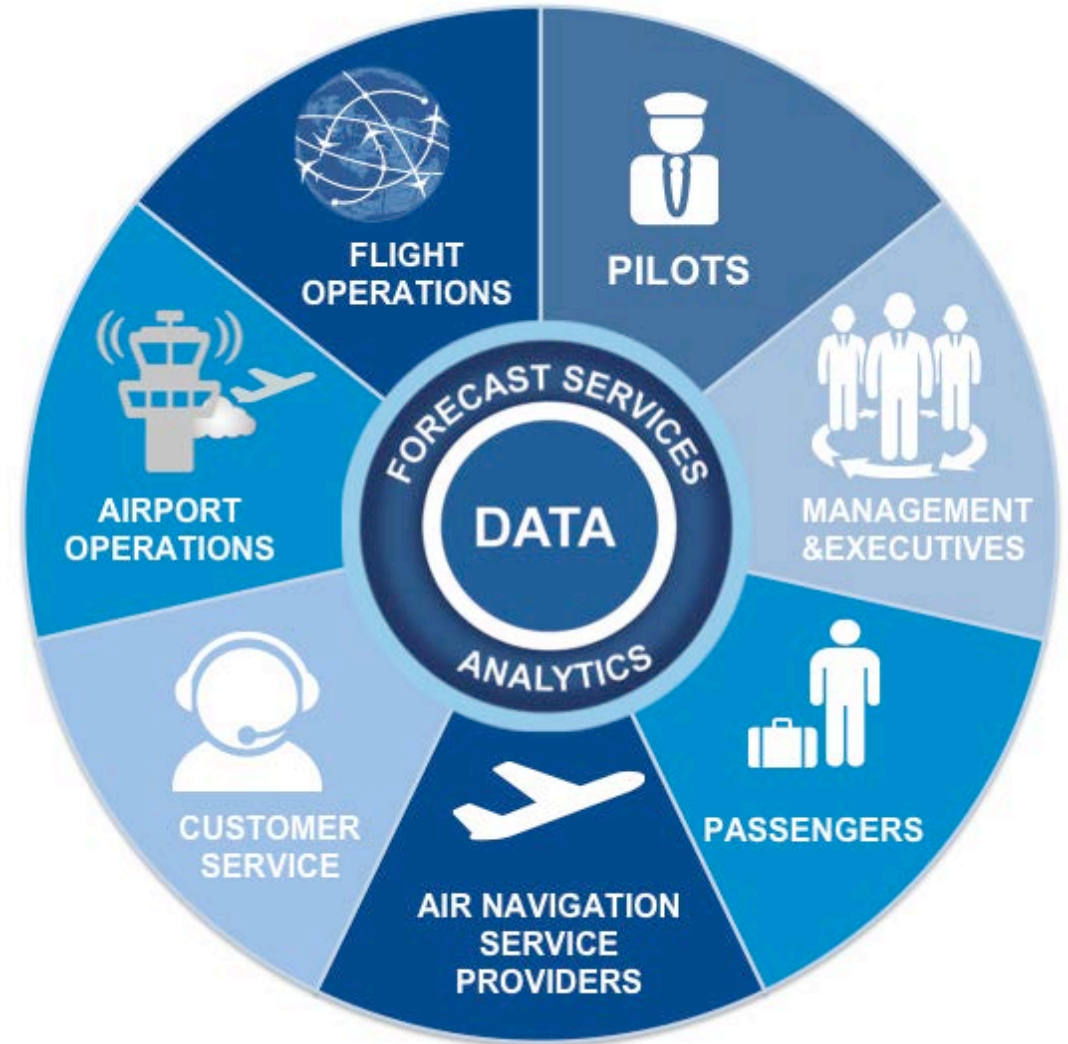 FLIGHT
OPERATIONS
PILOTS
AIRPORT
OPERATIONS
FORECAST SERVICES
DATA
ANALYTICS
MANAGEMENT
&EXECUTIVES
CUSTOMER
SERVICE
PASSENGERS
AIR NAVIGATION
SERVICE
PROVIDERS